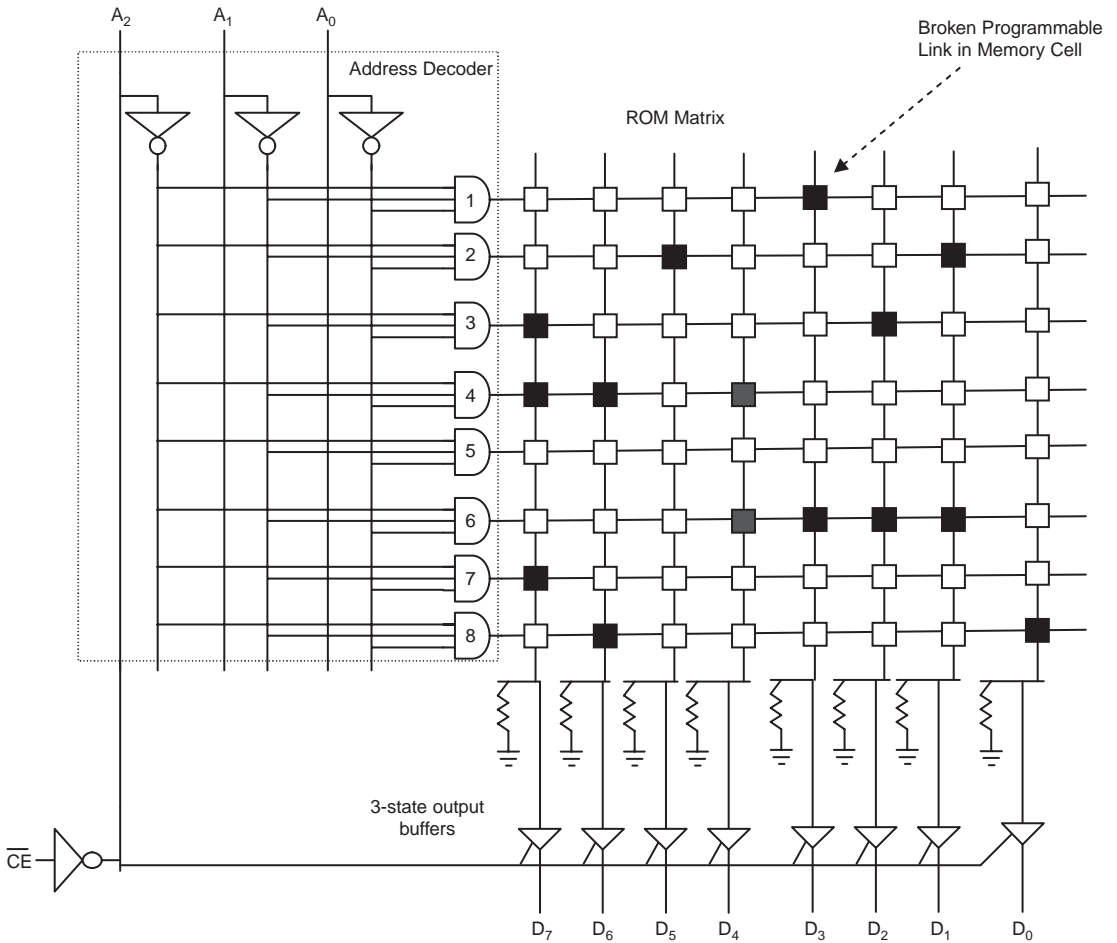 A₂
A₁
A₀
Broken Programmable
Link in Memory Cell
Address Decoder
ROM Matrix
1
2
3
4
5
6
7
8
3-state output
buffers
C̅E̅
D₇
D₆
D₅
D₄
D₃
D₂
D₁
D₀